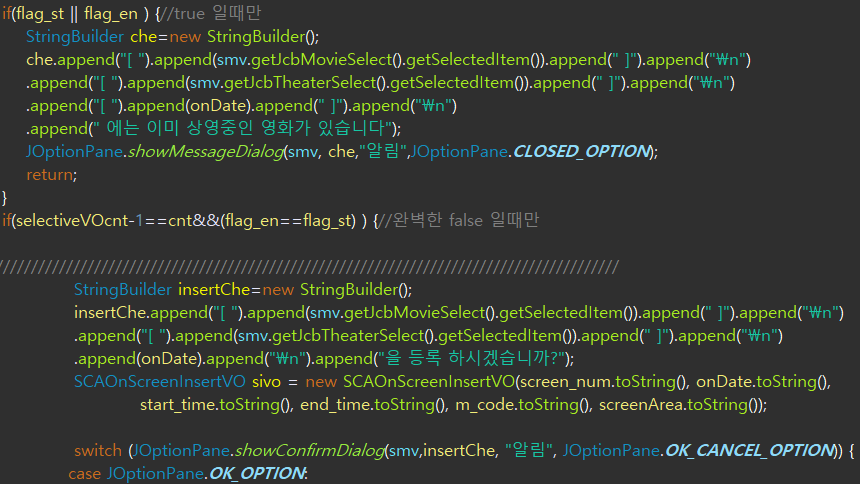 if(flag_st || flag_en ) {//true 일때만
StringBuilder che=new StringBuilder();
che.append("[ ").append(smv.getJcbMovieSelect().getSelectedItem()).append(" ]").append("₩n")
.append("[ ").append(smv.getJcbTheaterSelect().getSelectedItem()).append(" ]").append("₩n")
.append("[ ").append(onDate).append(" ]").append("₩n")
.append(" 에는 이미 상영중인 영화가 있습니다");
JOptionPane.showMessageDialog(smv, che,"알림",JOptionPane.CLOSED_OPTION);
return;
}
if(selectiveVOcnt-1==cnt&&(flag_en==flag_st) ) {//완벽한 false 일때만
//////////////////////////////////////////////////////////////////////////////////////////
StringBuilder insertChe=new StringBuilder();
insertChe.append("[ ").append(smv.getJcbMovieSelect().getSelectedItem()).append(" ]").append("₩n")
.append("[ ").append(smv.getJcbTheaterSelect().getSelectedItem()).append(" ]").append("₩n")
.append(onDate).append("₩n").append("을 등록 하시겠습니까?");
SCAOnScreenInsertVO sivo = new SCAOnScreenInsertVO(screen_num.toString(), onDate.toString(),
start_time.toString(), end_time.toString(), m_code.toString(), screenArea.toString());
switch (JOptionPane.showConfirmDialog(smv,insertChe, "알림", JOptionPane.OK_CANCEL_OPTION)) {
case JOptionPane.OK_OPTION: